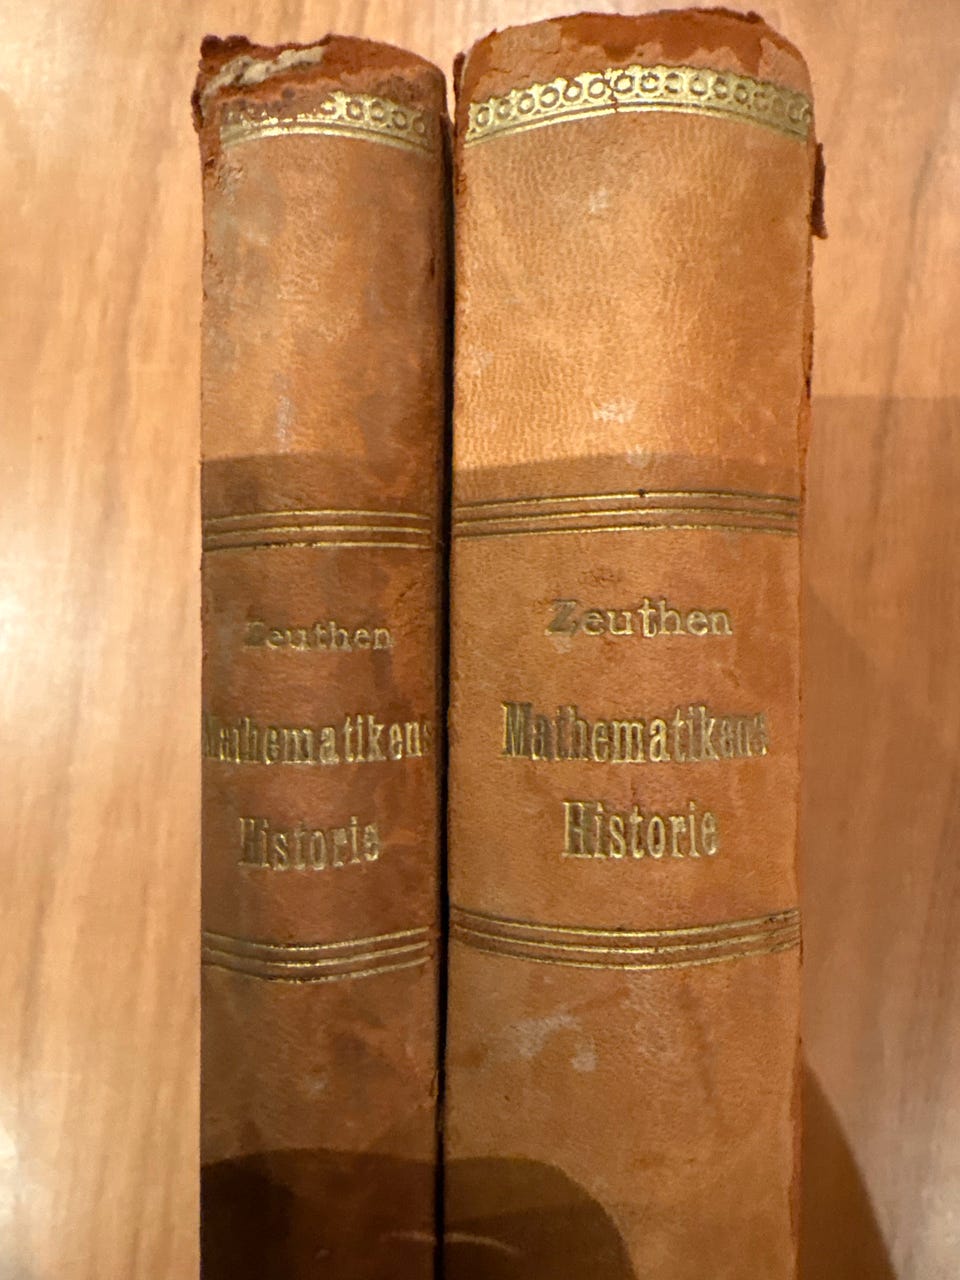 Zeuthen
Mathematikens
Historie
Zeuthen
Mathematikens
Historie